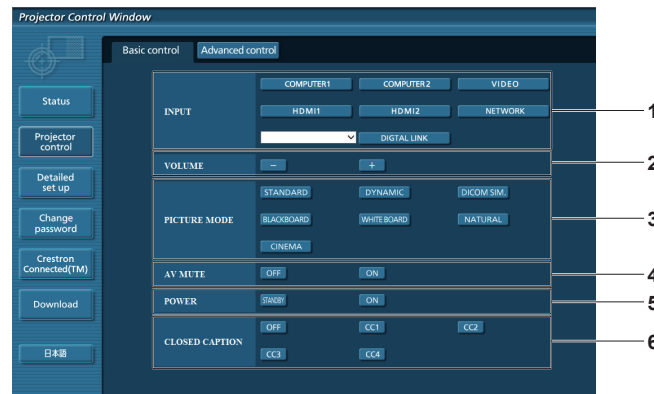 Projector Control Window
Basic control Advanced control
Status
Projector
control
Detailed
set up
Change
password
Crestron
Connected(TM)
Download
日本語
INPUT
COMPUTER1 COMPUTER2 VIDEO
HDMI1 HDMI2 NETWORK
DIGTAL LINK
1
VOLUME - +
2
PICTURE MODE
STANDARD DYNAMIC DICOM SIM.
BLACKBOARD WHITE BOARD NATURAL
CINEMA
3
AV MUTE OFF ON
4
POWER STANDBY ON
5
CLOSED CAPTION
OFF CC1 CC2
CC3 CC4
6